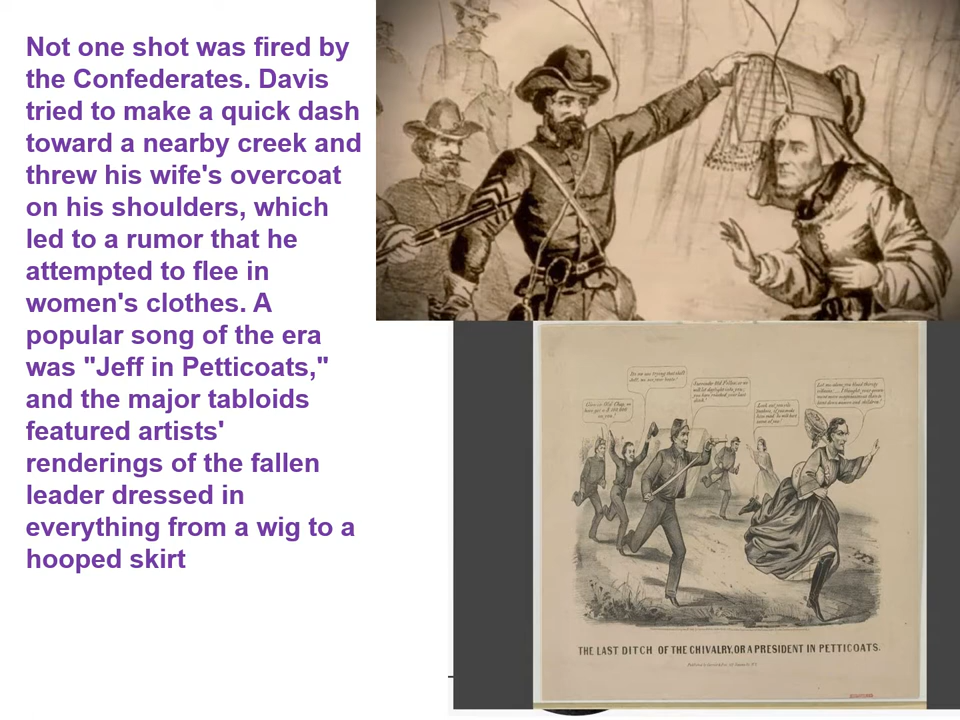 Not one shot was fired by
the Confederates. Davis
tried to make a quick dash
toward a nearby creek and
threw his wife's overcoat
on his shoulders, which
led to a rumor that he
attempted to flee in
women's clothes. A
popular song of the era
was "Jeff in Petticoats,"
and the major tabloids
featured artists'
renderings of the fallen
leader dressed in
everything from a wig to a
hooped skirt
THE LAST DITCH OF THE CHIVALRY, OR A PRESIDENT IN PETTICOATS.